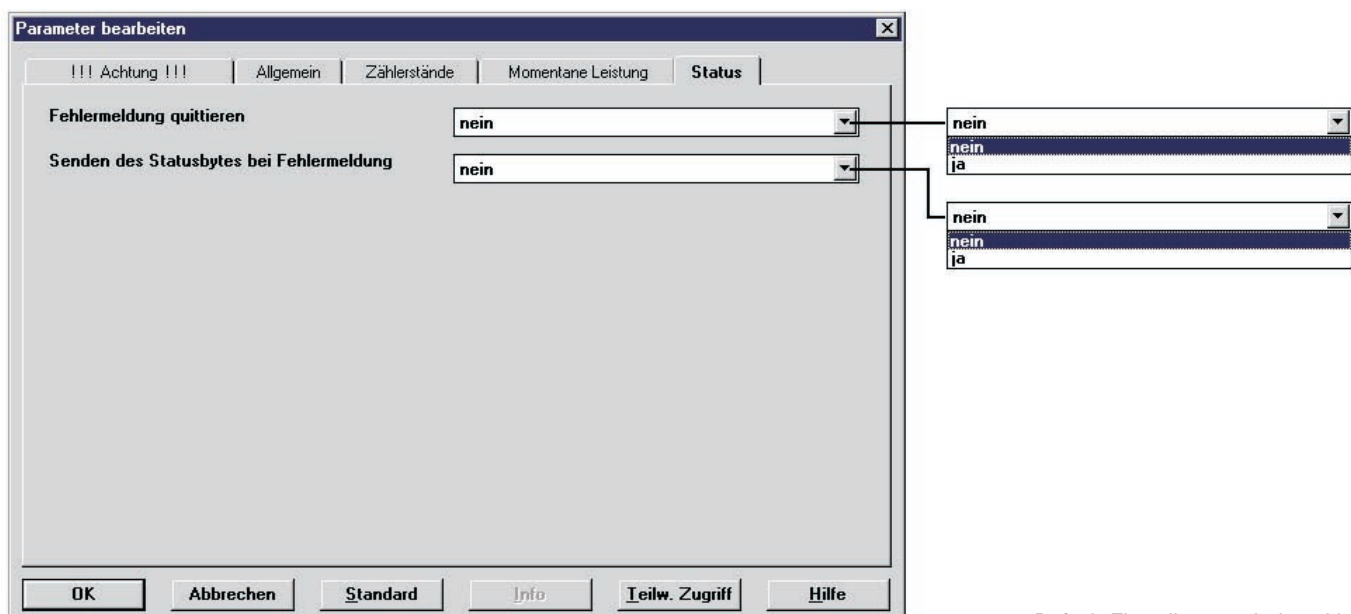 Parameter bearbeiten
!!! Achtung !!! Allgemein Zählerstände Momentane Leistung Status
Fehlermeldung quittieren nein
Senden des Statusbytes bei Fehlermeldung nein
nein
nein
ja
nein
nein
ja
OK Abbrechen Standard Info Teilw. Zugriff Hilfe